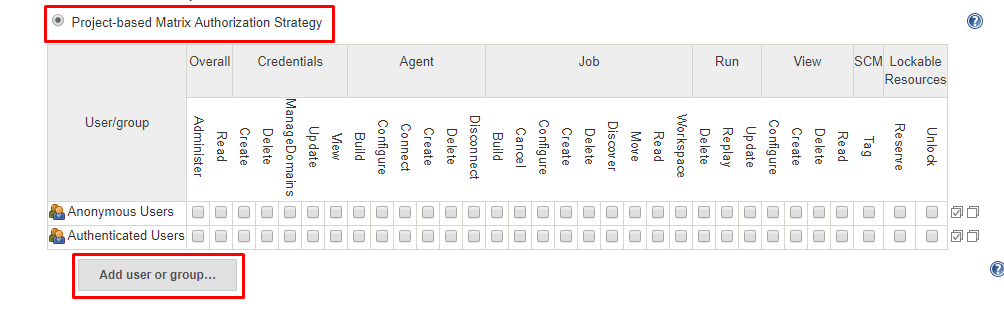 Project-based Matrix Authorization Strategy
Overall Credentials Agent Job Run View SCM Lockable Resources
User/group
Administer Read Create Delete ManageDomains Update View Build Configure Connect Create Delete Disconnect Build Cancel Configure Create Delete Discover Move Read Workspace Delete Replay Update Configure Create Delete Read Tag Reserve Unlock
Anonymous Users
Authenticated Users
Add user or group...